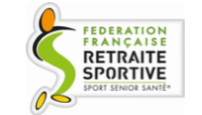 FEDERATION
FRANÇAISE
RETRAITE
SPORTIVE
SPORT SENIOR SANTÉ®